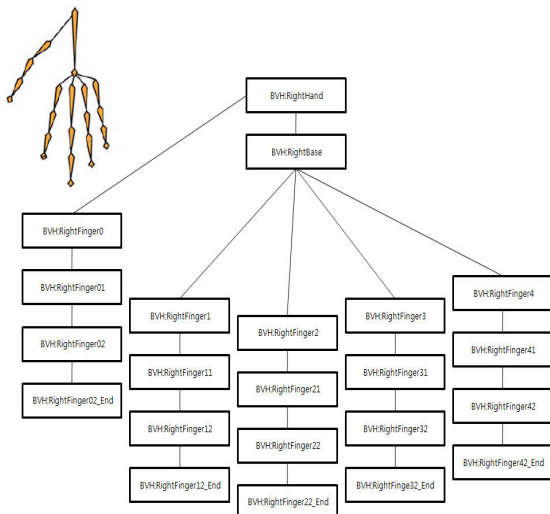 BVH:RightHand
BVH:RightBase
BVH:RightFinger0
BVH:RightFinger01
BVH:RightFinger02
BVH:RightFinger02_End
BVH:RightFinger1
BVH:RightFinger11
BVH:RightFinger12
BVH:RightFinger12_End
BVH:RightFinger2
BVH:RightFinger21
BVH:RightFinger22
BVH:RightFinger22_End
BVH:RightFinger3
BVH:RightFinger31
BVH:RightFinger32
BVH:RightFinge32_End
BVH:RightFinger4
BVH:RightFinger41
BVH:RightFinger42
BVH:RightFinger42_End